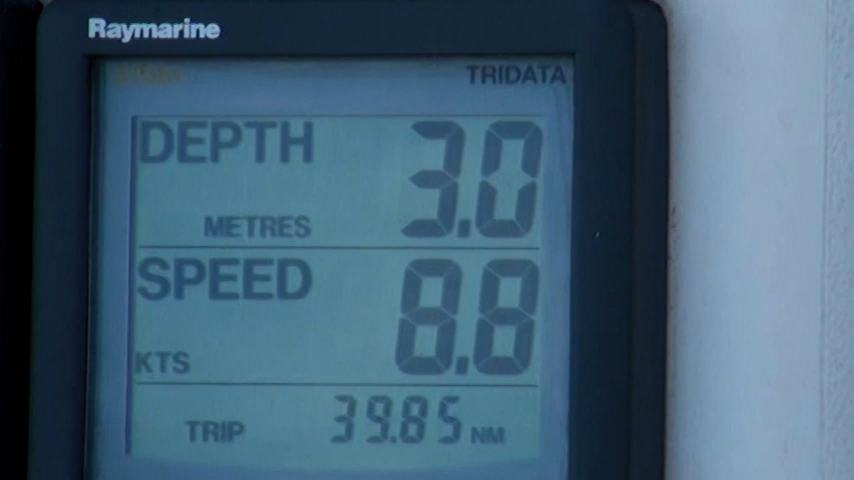 Raymarine
TRIDATA
DEPTH 3.0
METRES
SPEED 8.8
KTS
TRIP 39.85 NM